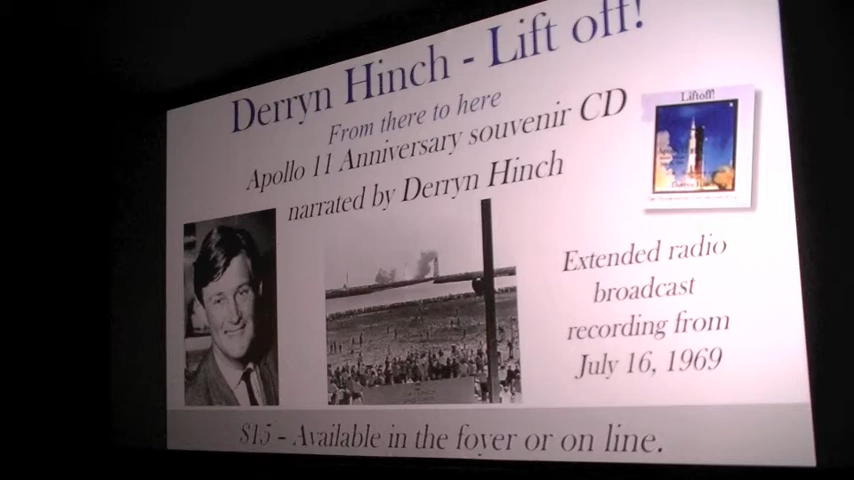 Derryn Hinch - Lift off!
From there to here
Apollo 11 Anniversary souvenir CD
narrated by Derryn Hinch
Liftoff!
Extended radio
broadcast
recording from
July 16, 1969
$15 - Available in the foyer or on line.